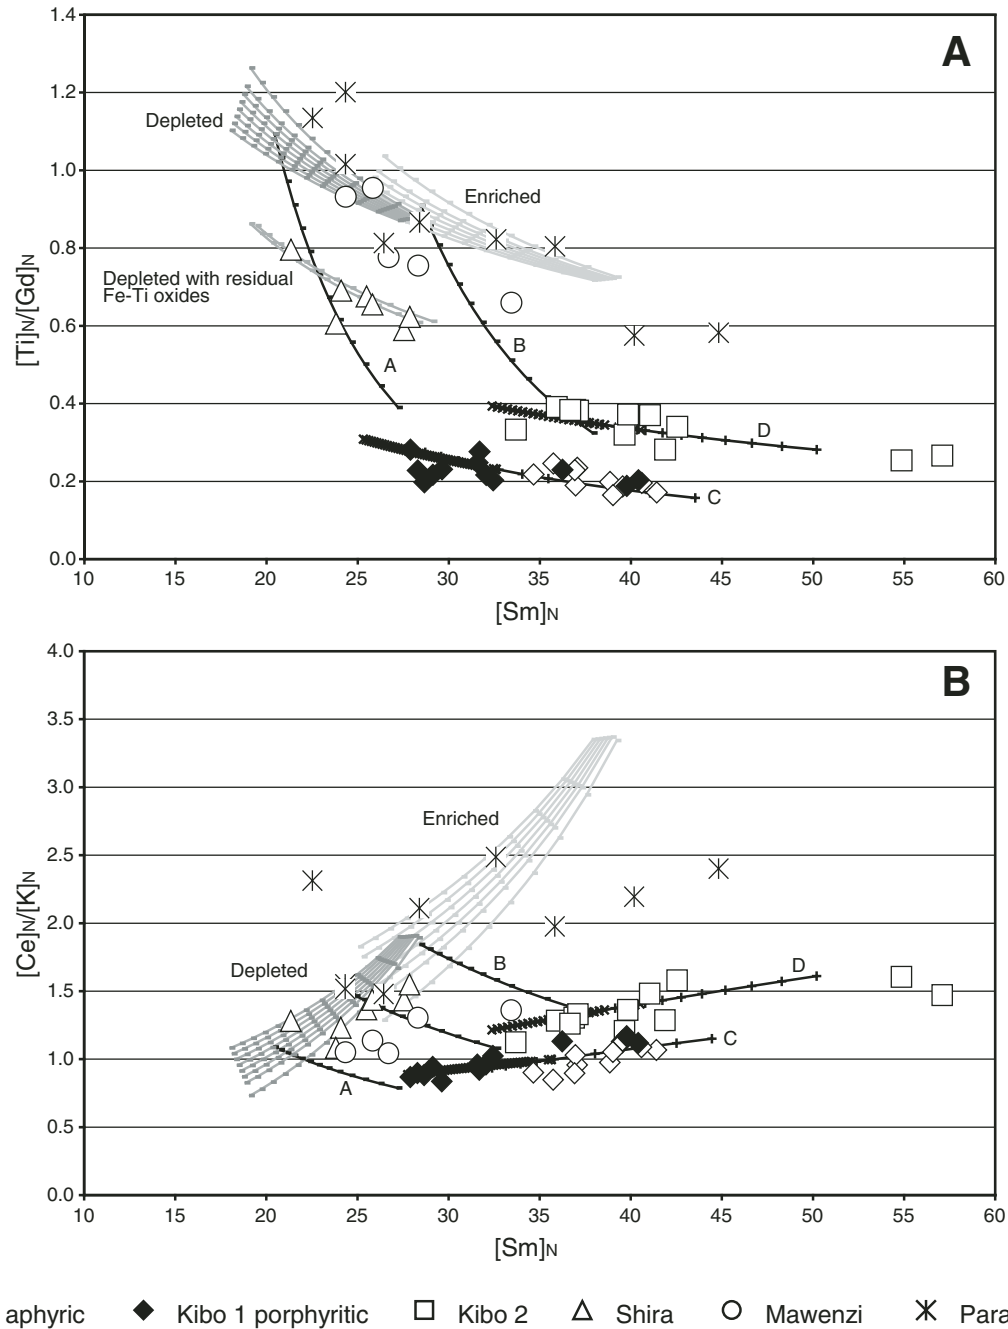 A
1.4
1.2
1.0
0.8
0.6
0.4
0.2
0.0
[Ti]N/[Gd]N
Depleted
Enriched
Depleted with residual
Fe-Ti oxides
A
B
D
C
10 15 20 25 30 35 40 45 50 55 60
[Sm]N
B
4.0
3.5
3.0
2.5
2.0
1.5
1.0
0.5
0.0
[Ce]N/[K]N
Enriched
Depleted
B
D
C
A
10 15 20 25 30 35 40 45 50 55 60
[Sm]N
aphyric Kibo 1 porphyritic Kibo 2 Shira Mawenzi Para